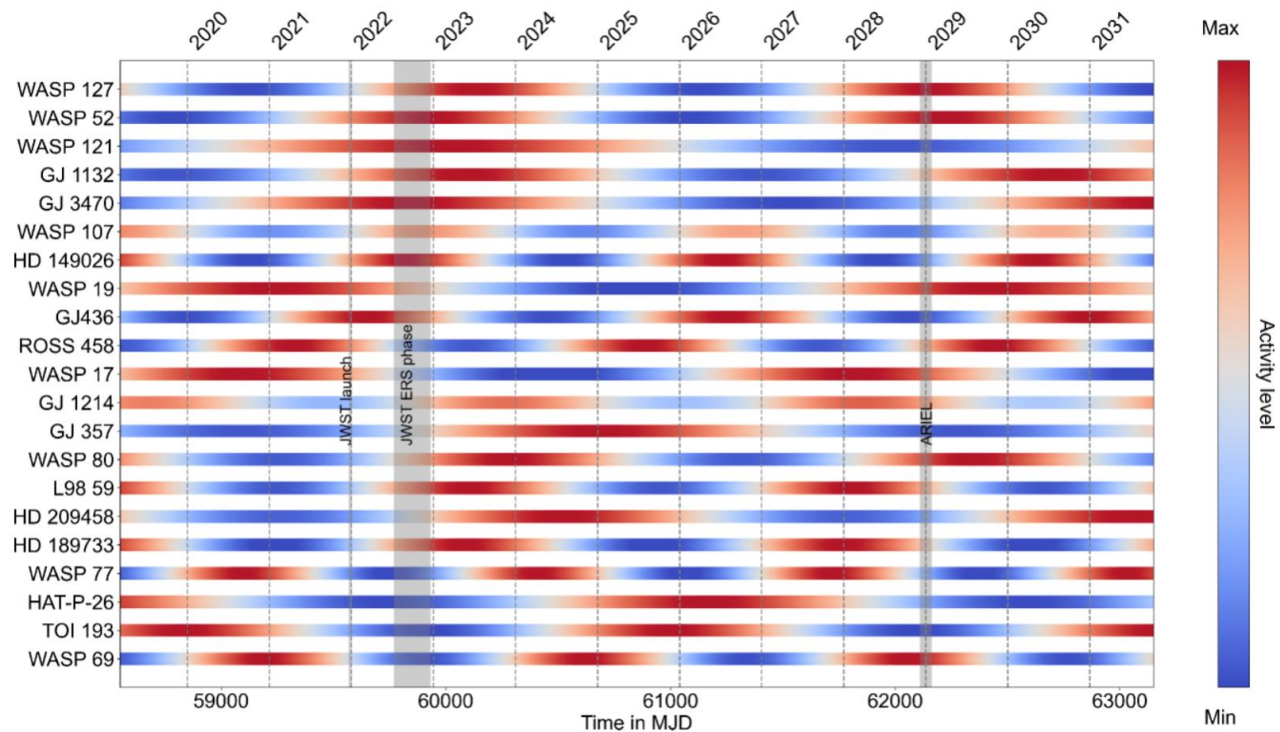 2020 2021 2022 2023 2024 2025 2026 2027 2028 2029 2030 2031
Max
WASP 127
WASP 52
WASP 121
GJ 1132
GJ 3470
WASP 107
HD 149026
WASP 19
GJ436
ROSS 458
WASP 17
GJ 1214
GJ 357
WASP 80
L98 59
HD 209458
HD 189733
WASP 77
HAT-P-26
TOI 193
WASP 69
JWST launch
JWST ERS phase
ARIEL
Activity level
Min
59000 60000 61000 62000 63000
Time in MJD